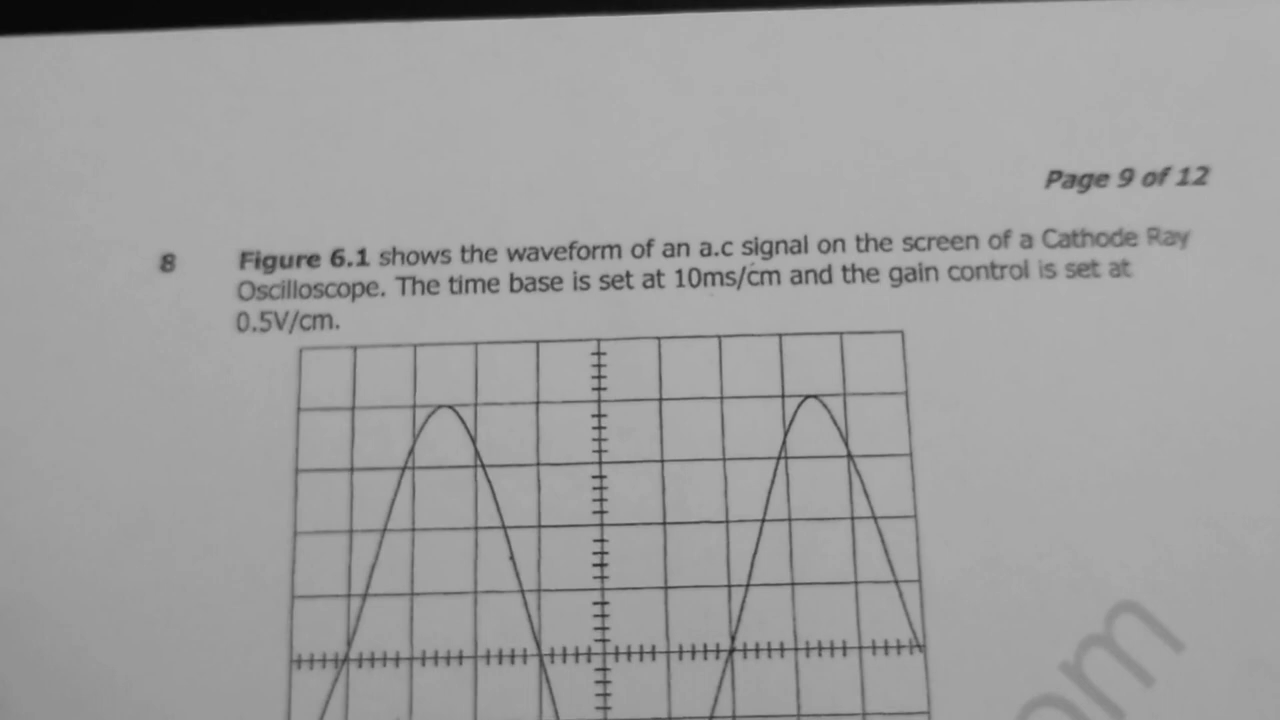 Page 9 of 12
8 Figure 6.1 shows the waveform of an a.c signal on the screen of a Cathode Ray
Oscilloscope. The time base is set at 10ms/cm and the gain control is set at
0.5V/cm.
om